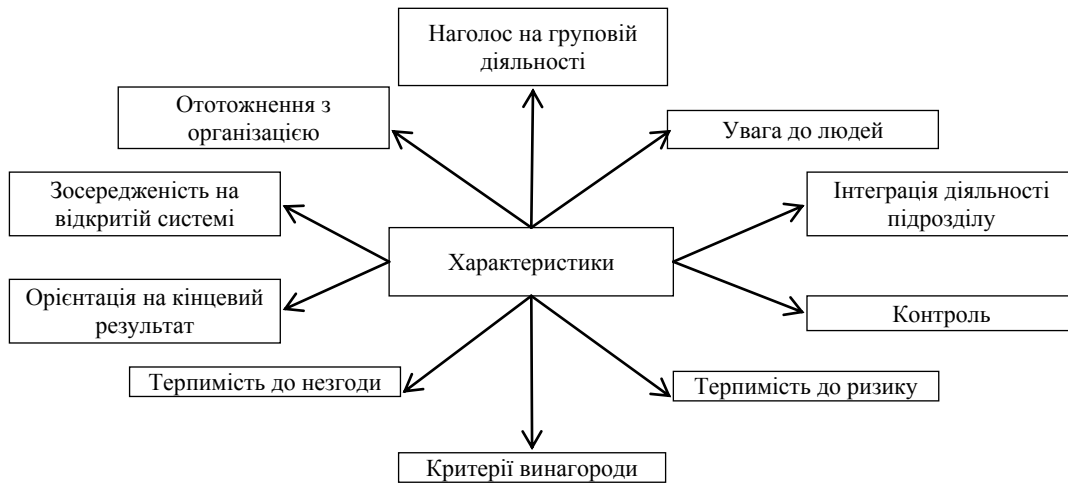 Наголос на груповій
діяльності
Ототожнення з
організацією
Увага до людей
Зосередженість на
відкритій системі
Інтеграція діяльності
підрозділу
Характеристики
Орієнтація на кінцевий
результат
Контроль
Терпимість до незгоди
Терпимість до ризику
Критерії винагороди